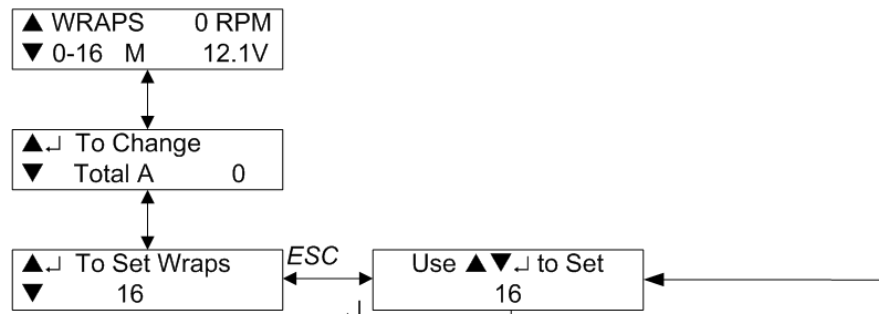 ▲ WRAPS 0 RPM
▼ 0-16 M 12.1V
▲↵ To Change
▼ Total A 0
▲↵ To Set Wraps
▼ 16
ESC
Use ▲▼↵ to Set
16
↵